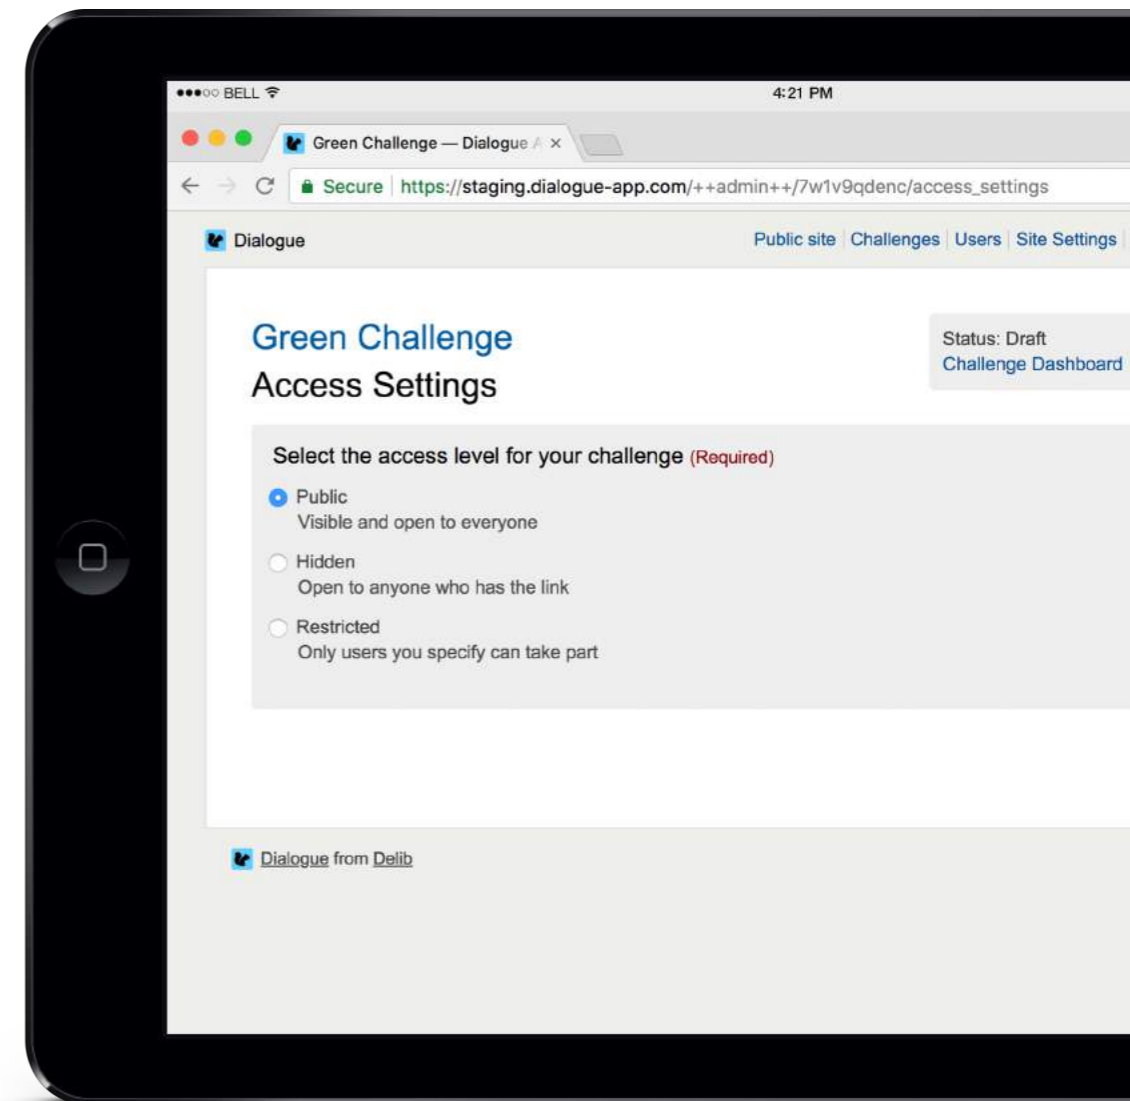 BELL 4:21 PM
Green Challenge — Dialogue A
Secure https://staging.dialogue-app.com/++admin++/7w1v9qdenc/access_settings
Dialogue Public site Challenges Users Site Settings
Green Challenge
Status: Draft
Challenge Dashboard
Access Settings
Select the access level for your challenge (Required)
Public
Visible and open to everyone
Hidden
Open to anyone who has the link
Restricted
Only users you specify can take part
Dialogue from Delib